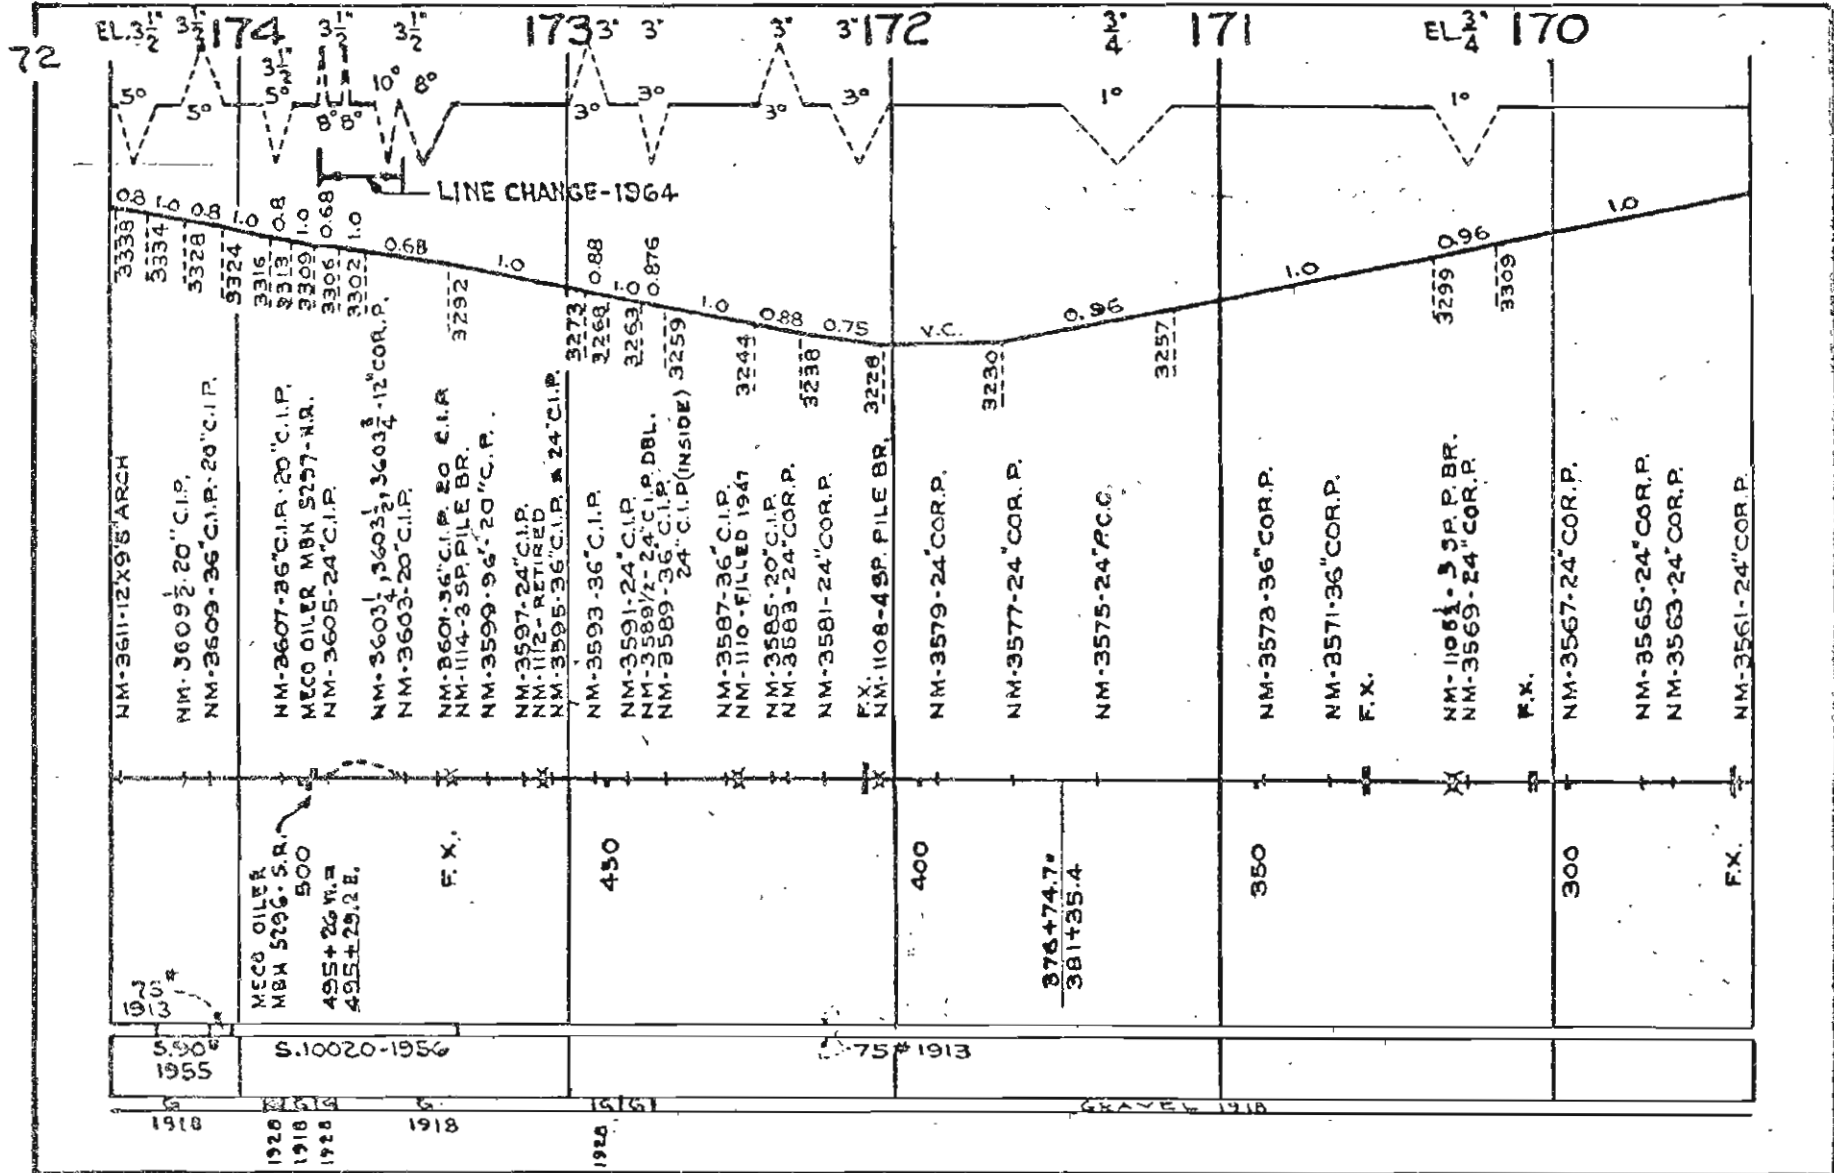 72
EL. 3½" 3½" 174 3½" 3½" 173 3" 3" 3" 3" 172 ¾" 171 EL. ¾" 170
3½"
5° 5° 5° 8° 8° 10° 8° 3° 3° 3° 3° 1° 1°
LINE CHANGE-1964
0.8 1.0 0.8 1.0 0.8 1.0 0.68 1.0 0.68 1.0 0.88 1.0 0.876 1.0 0.88 0.75 V.C. 0.96 1.0 0.96 1.0
3338 3334 3328 3324 3316 3313 3309 3306 3302 3292 3273 3268 3263 3259 3244 3238 3228 3230 3257 3299 3309
NM-3611-12X9'5" ARCH
NM-3609½-20" C.I.P.
NM-3609-36" C.I.P.-20" C.I.P.
NM-3607-36" C.I.P.-20" C.I.P.
MECO OILER MBH 5297-N.R.
NM-3605-24" C.I.P.
NM-3603¼, 3603½, 3603¾-12" COR.P.
NM-3603-20" C.I.P.
NM-3601-36" C.I.P. 20 C.I.P.
NM-1114-3 SP. PILE BR.
NM-3599-36"-20" C.P.
NM-3597-24" C.I.P.
NM-1112-RETIRED
NM-3595-36" C.I.P. 24" C.I.P.
NM-3593-36" C.I.P.
NM-3591-24" C.I.P.
NM-3589½-24" C.I.P. DBL.
NM-3589-36" C.I.P.
24" C.I.P. (INSIDE)
NM-3587-36" C.I.P.
NM-1110-FILLED 1947
NM-3585-20" C.I.P.
NM-3583-24" COR.P.
NM-3581-24" COR.P.
F.X.
NM-1108-4 SP. PILE BR.
NM-3579-24" COR.P.
NM-3577-24" COR.P.
NM-3575-24" P.C.C.
NM-3573-36" COR.P.
NM-3571-36" COR.P.
F.X.
NM-1106½-3 SP. P. BR.
NM-3569-24" COR.P.
F.X.
NM-3567-24" COR.P.
NM-3565-24" COR.P.
NM-3563-24" COR.P.
NM-3561-24" COR.P.
MECO OILER
MBH 5296-S.R.
500
495+26 W.=
495+29.2 E.
F.X.
450
400
378+74.7=
381+35.4
350
300
F.X.
75#
1913
S.90#
1955
S.10020-1956
75# 1913
G G G G G G
GRAVEL 1918
1918
1928
1918
1928
1918
1928